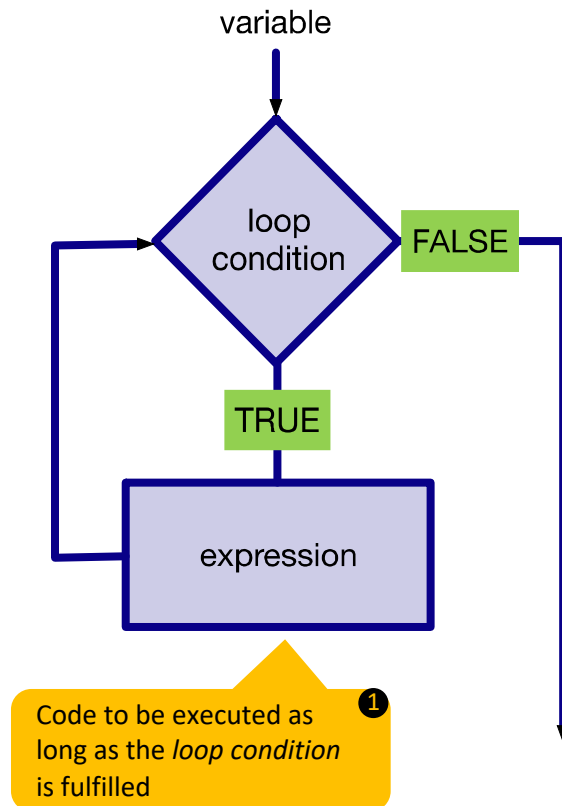 variable
loop
condition
FALSE
TRUE
expression
1
Code to be executed as
long as the loop condition
is fulfilled